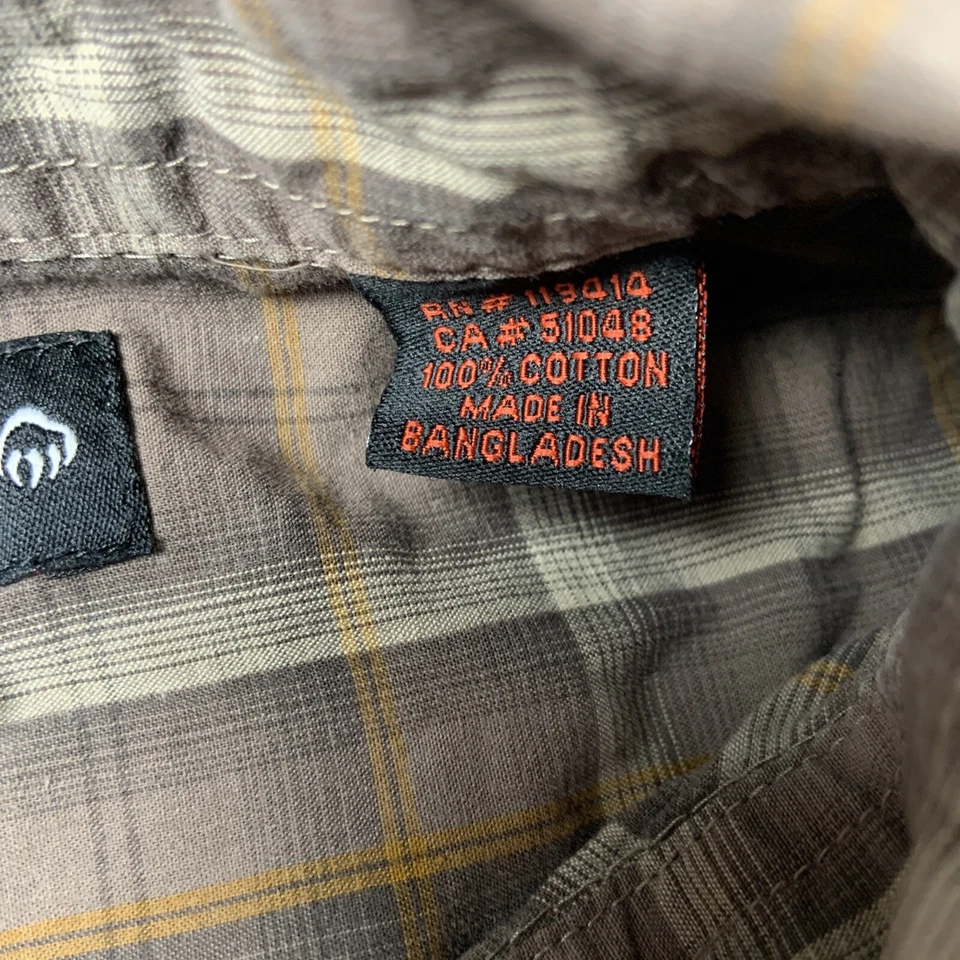 RN # 119414
CA # 51048
100% COTTON
MADE IN
BANGLADESH